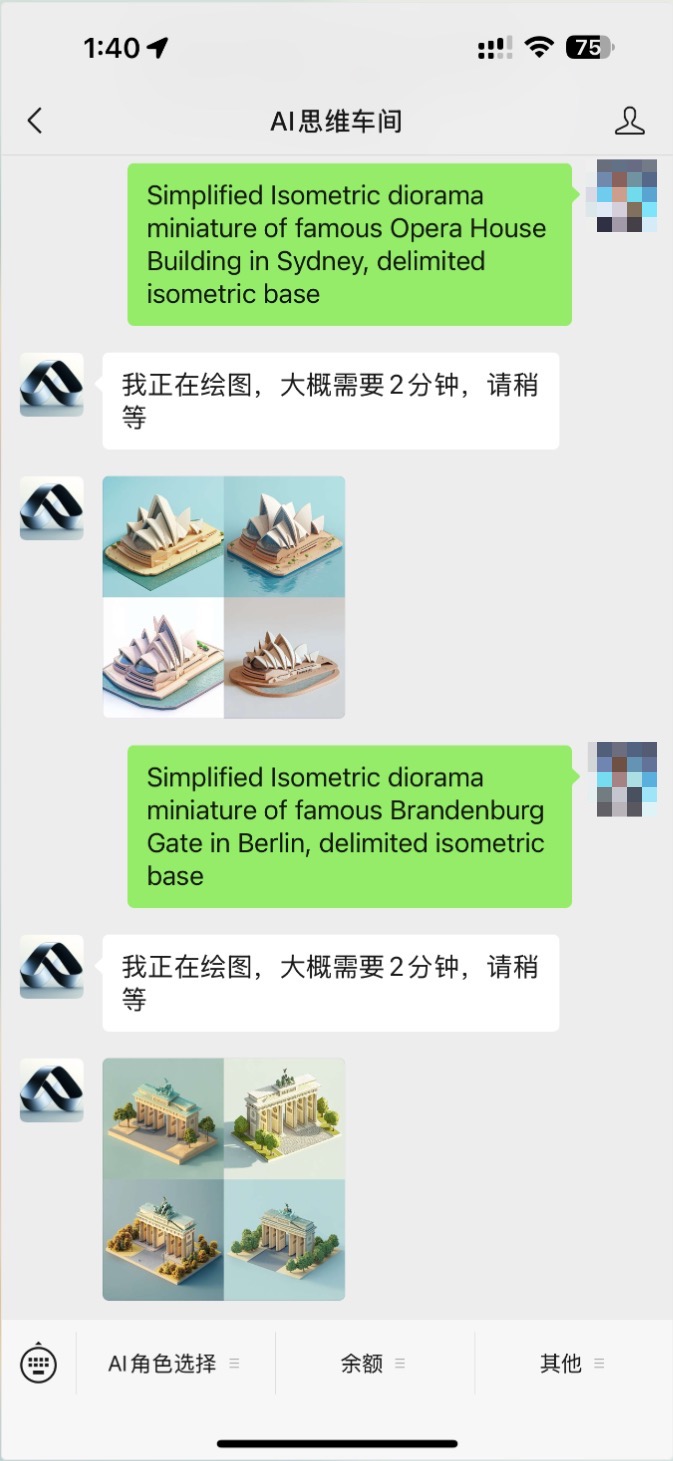 1:40
75
AI思维车间
Simplified Isometric diorama
miniature of famous Opera House
Building in Sydney, delimited
isometric base
我正在绘图，大概需要2分钟，请稍
等
Simplified Isometric diorama
miniature of famous Brandenburg
Gate in Berlin, delimited isometric
base
我正在绘图，大概需要2分钟，请稍
等
AI角色选择
余额
其他